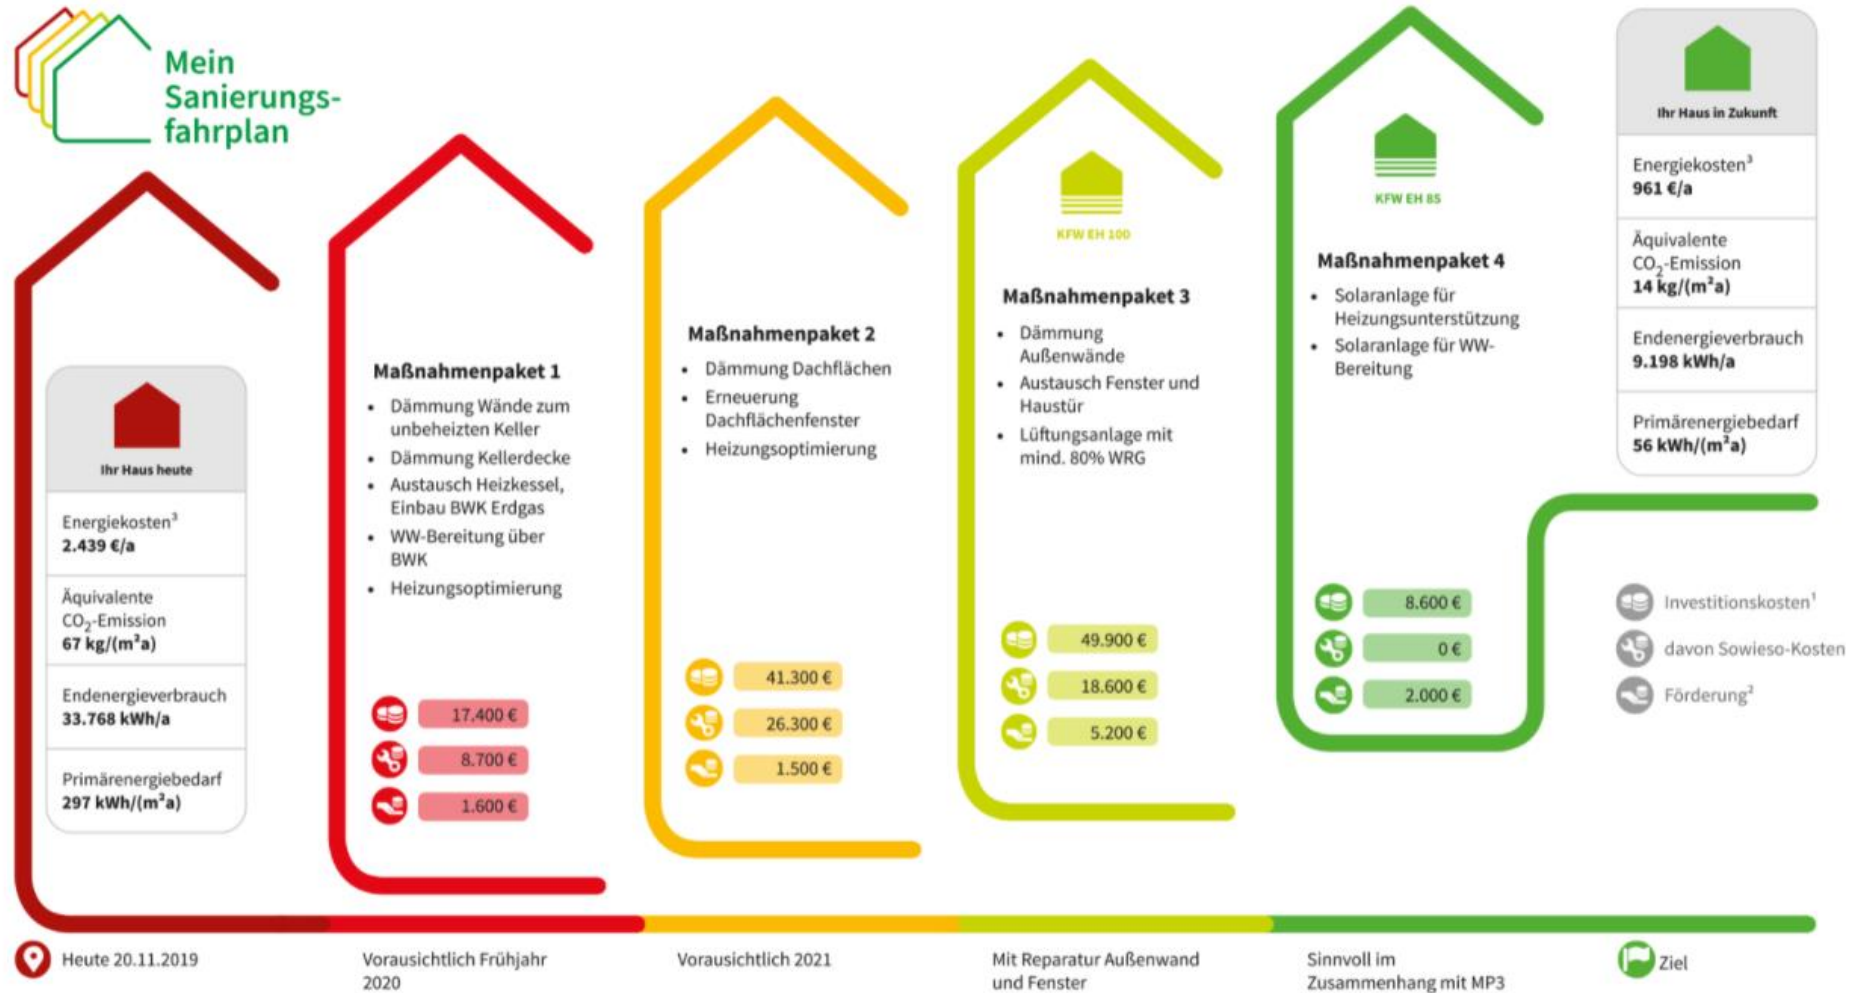 Mein
Sanierungs-
fahrplan
Ihr Haus heute
Energiekosten³
2.439 €/a
Äquivalente
CO₂-Emission
67 kg/(m²a)
Endenergieverbrauch
33.768 kWh/a
Primärenergiebedarf
297 kWh/(m²a)
Maßnahmenpaket 1
• Dämmung Wände zum
unbeheizten Keller
• Dämmung Kellerdecke
• Austausch Heizkessel,
Einbau BWK Erdgas
• WW-Bereitung über
BWK
• Heizungsoptimierung
17.400 €
8.700 €
1.600 €
Maßnahmenpaket 2
• Dämmung Dachflächen
• Erneuerung
Dachflächenfenster
• Heizungsoptimierung
41.300 €
26.300 €
1.500 €
KFW EH 100
Maßnahmenpaket 3
• Dämmung
Außenwände
• Austausch Fenster und
Haustür
• Lüftungsanlage mit
mind. 80% WRG
49.900 €
18.600 €
5.200 €
KFW EH 85
Maßnahmenpaket 4
• Solaranlage für
Heizungsunterstützung
• Solaranlage für WW-
Bereitung
8.600 €
0 €
2.000 €
Ihr Haus in Zukunft
Energiekosten³
961 €/a
Äquivalente
CO₂-Emission
14 kg/(m²a)
Endenergieverbrauch
9.198 kWh/a
Primärenergiebedarf
56 kWh/(m²a)
Investitionskosten¹
davon Sowieso-Kosten
Förderung²
Heute 20.11.2019
Vorausichtlich Frühjahr
2020
Vorausichtlich 2021
Mit Reparatur Außenwand
und Fenster
Sinnvoll im
Zusammenhang mit MP3
Ziel